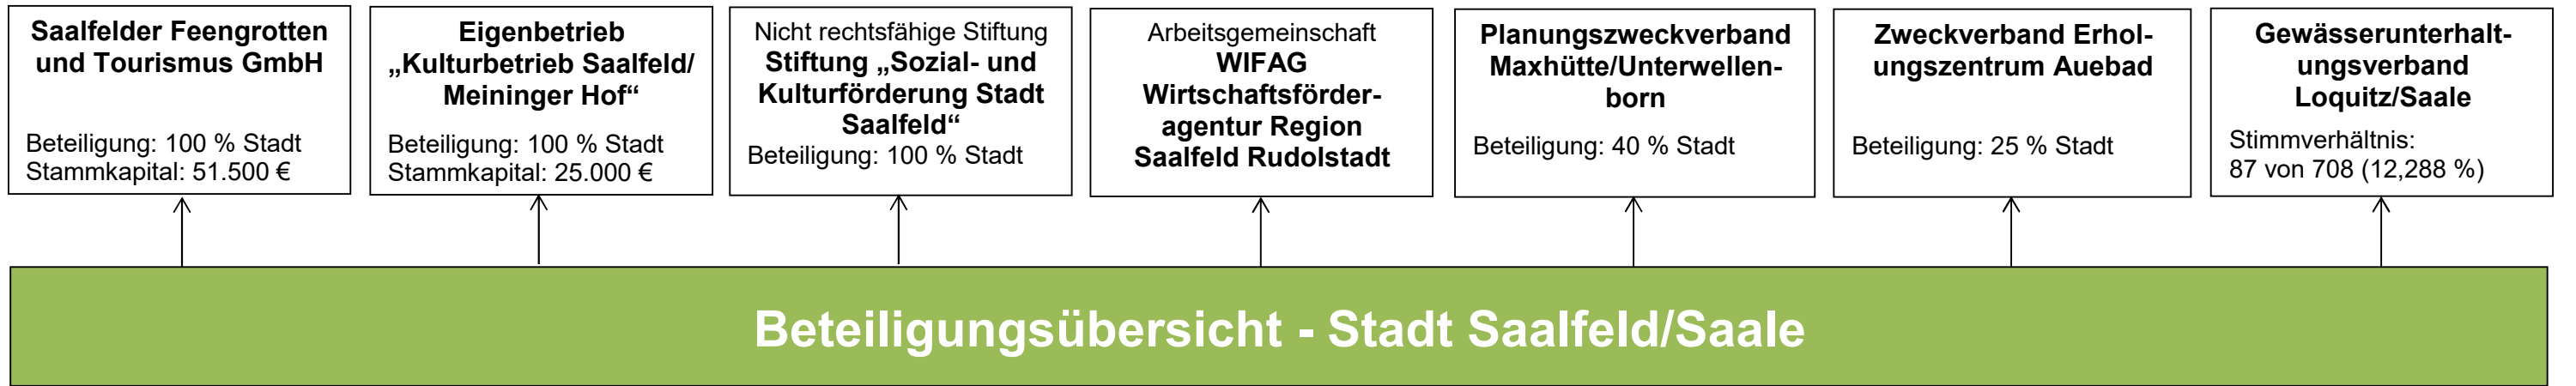 Saalfelder Feengrotten
und Tourismus GmbH
Beteiligung: 100 % Stadt
Stammkapital: 51.500 €
Eigenbetrieb
„Kulturbetrieb Saalfeld/
Meininger Hof“
Beteiligung: 100 % Stadt
Stammkapital: 25.000 €
Nicht rechtsfähige Stiftung
Stiftung „Sozial- und
Kulturförderung Stadt
Saalfeld“
Beteiligung: 100 % Stadt
Arbeitsgemeinschaft
WIFAG
Wirtschaftsförder-
agentur Region
Saalfeld Rudolstadt
Planungszweckverband
Maxhütte/Unterwellen-
born
Beteiligung: 40 % Stadt
Zweckverband Erhol-
ungszentrum Auebad
Beteiligung: 25 % Stadt
Gewässerunterhalt-
ungsverband
Loquitz/Saale
Stimmverhältnis:
87 von 708 (12,288 %)
Beteiligungsübersicht - Stadt Saalfeld/Saale